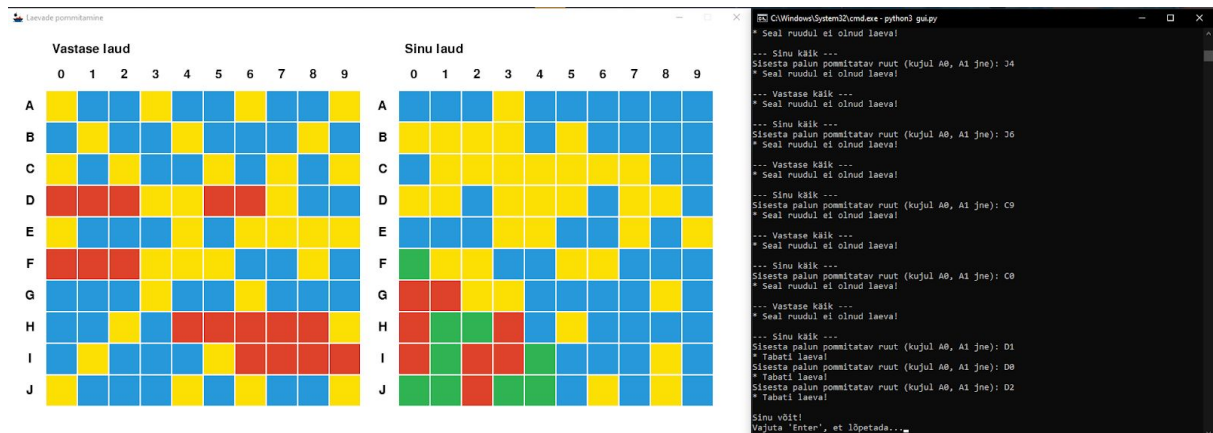 Laevade pommitamine
Vastase laud
0 1 2 3 4 5 6 7 8 9
A
B
C
D
E
F
G
H
I
J
Sinu laud
0 1 2 3 4 5 6 7 8 9
A
B
C
D
E
F
G
H
I
J
C:\Windows\System32\cmd.exe - python3 gui.py
* Seal ruudul ei olnud laeva!
--- Sinu käik ---
Sisesta palun pommitatav ruut (kujul A0, A1 jne): J4
* Seal ruudul ei olnud laeva!
--- Vastase käik ---
* Seal ruudul ei olnud laeva!
--- Sinu käik ---
Sisesta palun pommitatav ruut (kujul A0, A1 jne): J6
* Seal ruudul ei olnud laeva!
--- Vastase käik ---
* Seal ruudul ei olnud laeva!
--- Sinu käik ---
Sisesta palun pommitatav ruut (kujul A0, A1 jne): C9
* Seal ruudul ei olnud laeva!
--- Vastase käik ---
* Seal ruudul ei olnud laeva!
--- Sinu käik ---
Sisesta palun pommitatav ruut (kujul A0, A1 jne): C0
* Seal ruudul ei olnud laeva!
--- Vastase käik ---
* Seal ruudul ei olnud laeva!
--- Sinu käik ---
Sisesta palun pommitatav ruut (kujul A0, A1 jne): D1
* Tabati laeva!
Sisesta palun pommitatav ruut (kujul A0, A1 jne): D0
* Tabati laeva!
Sisesta palun pommitatav ruut (kujul A0, A1 jne): D2
* Tabati laeva!
Sinu võit!
Vajuta 'Enter', et lõpetada...